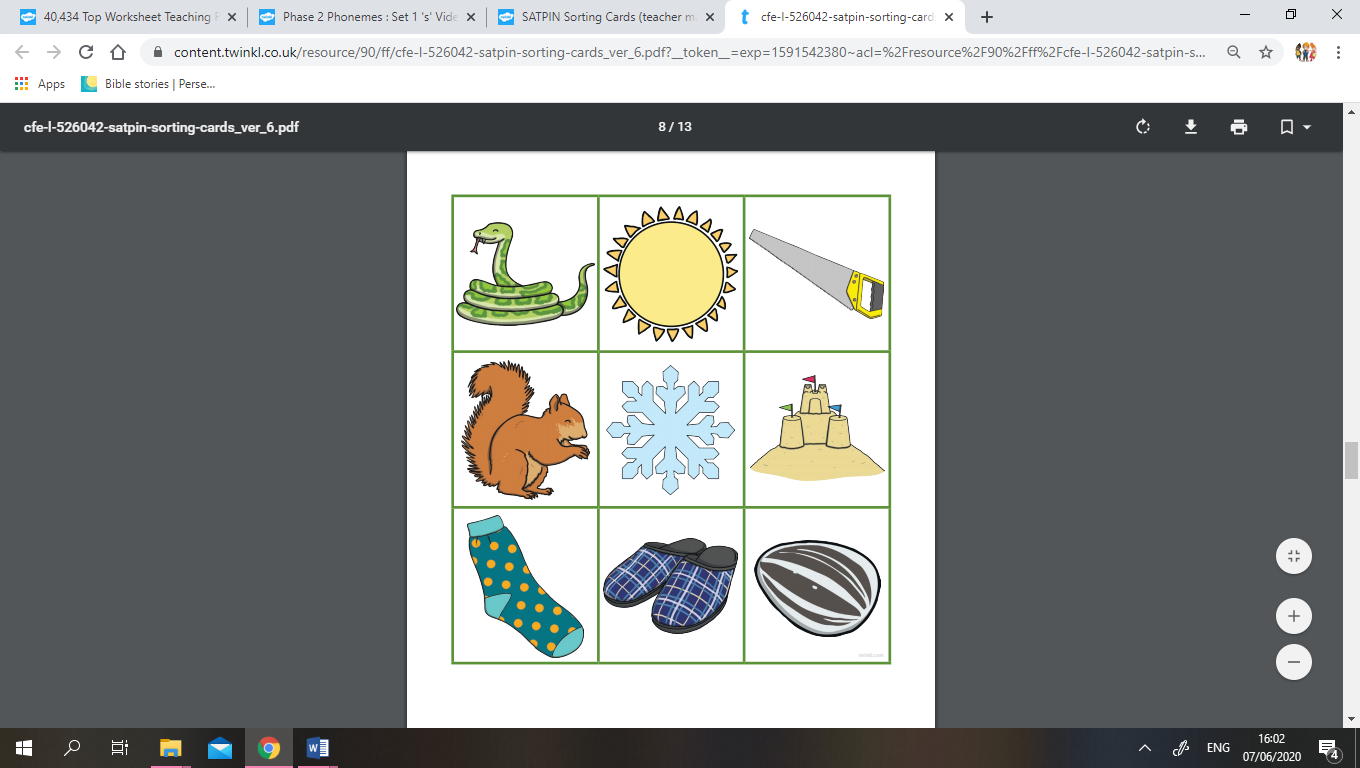 40,434 Top Worksheet Teaching
Phase 2 Phonemes : Set 1 's' Vide
SATPIN Sorting Cards (teacher m
cfe-l-526042-satpin-sorting-card
content.twinkl.co.uk/resource/90/ff/cfe-l-526042-satpin-sorting-cards_ver_6.pdf?__token__=exp=1591542380~acl=%2Fresource%2F90%2Fff%2Fcfe-l-526042-satpin-s...
Apps
Bible stories | Perse...
cfe-l-526042-satpin-sorting-cards_ver_6.pdf
8 / 13
ENG
16:02
07/06/2020
4